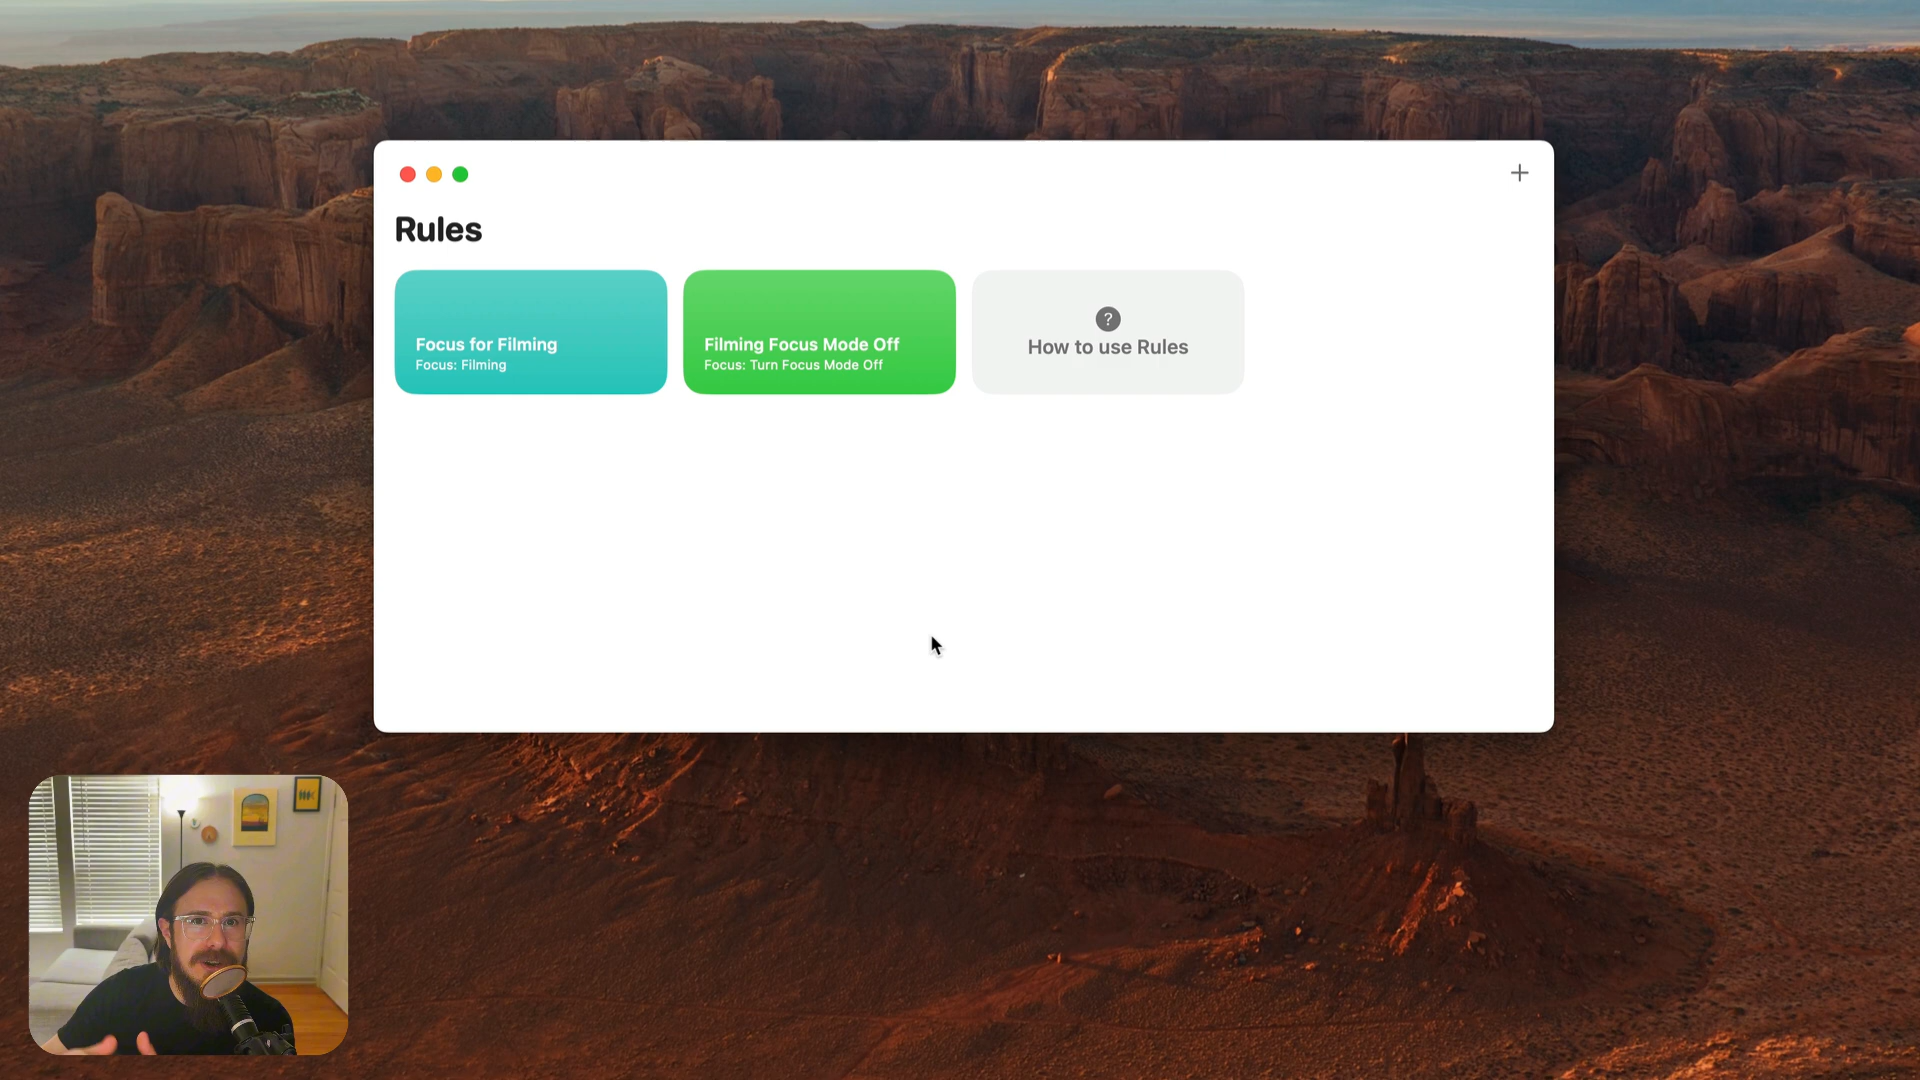 Rules
Focus for Filming
Focus: Filming
Filming Focus Mode Off
Focus: Turn Focus Mode Off
?
How to use Rules